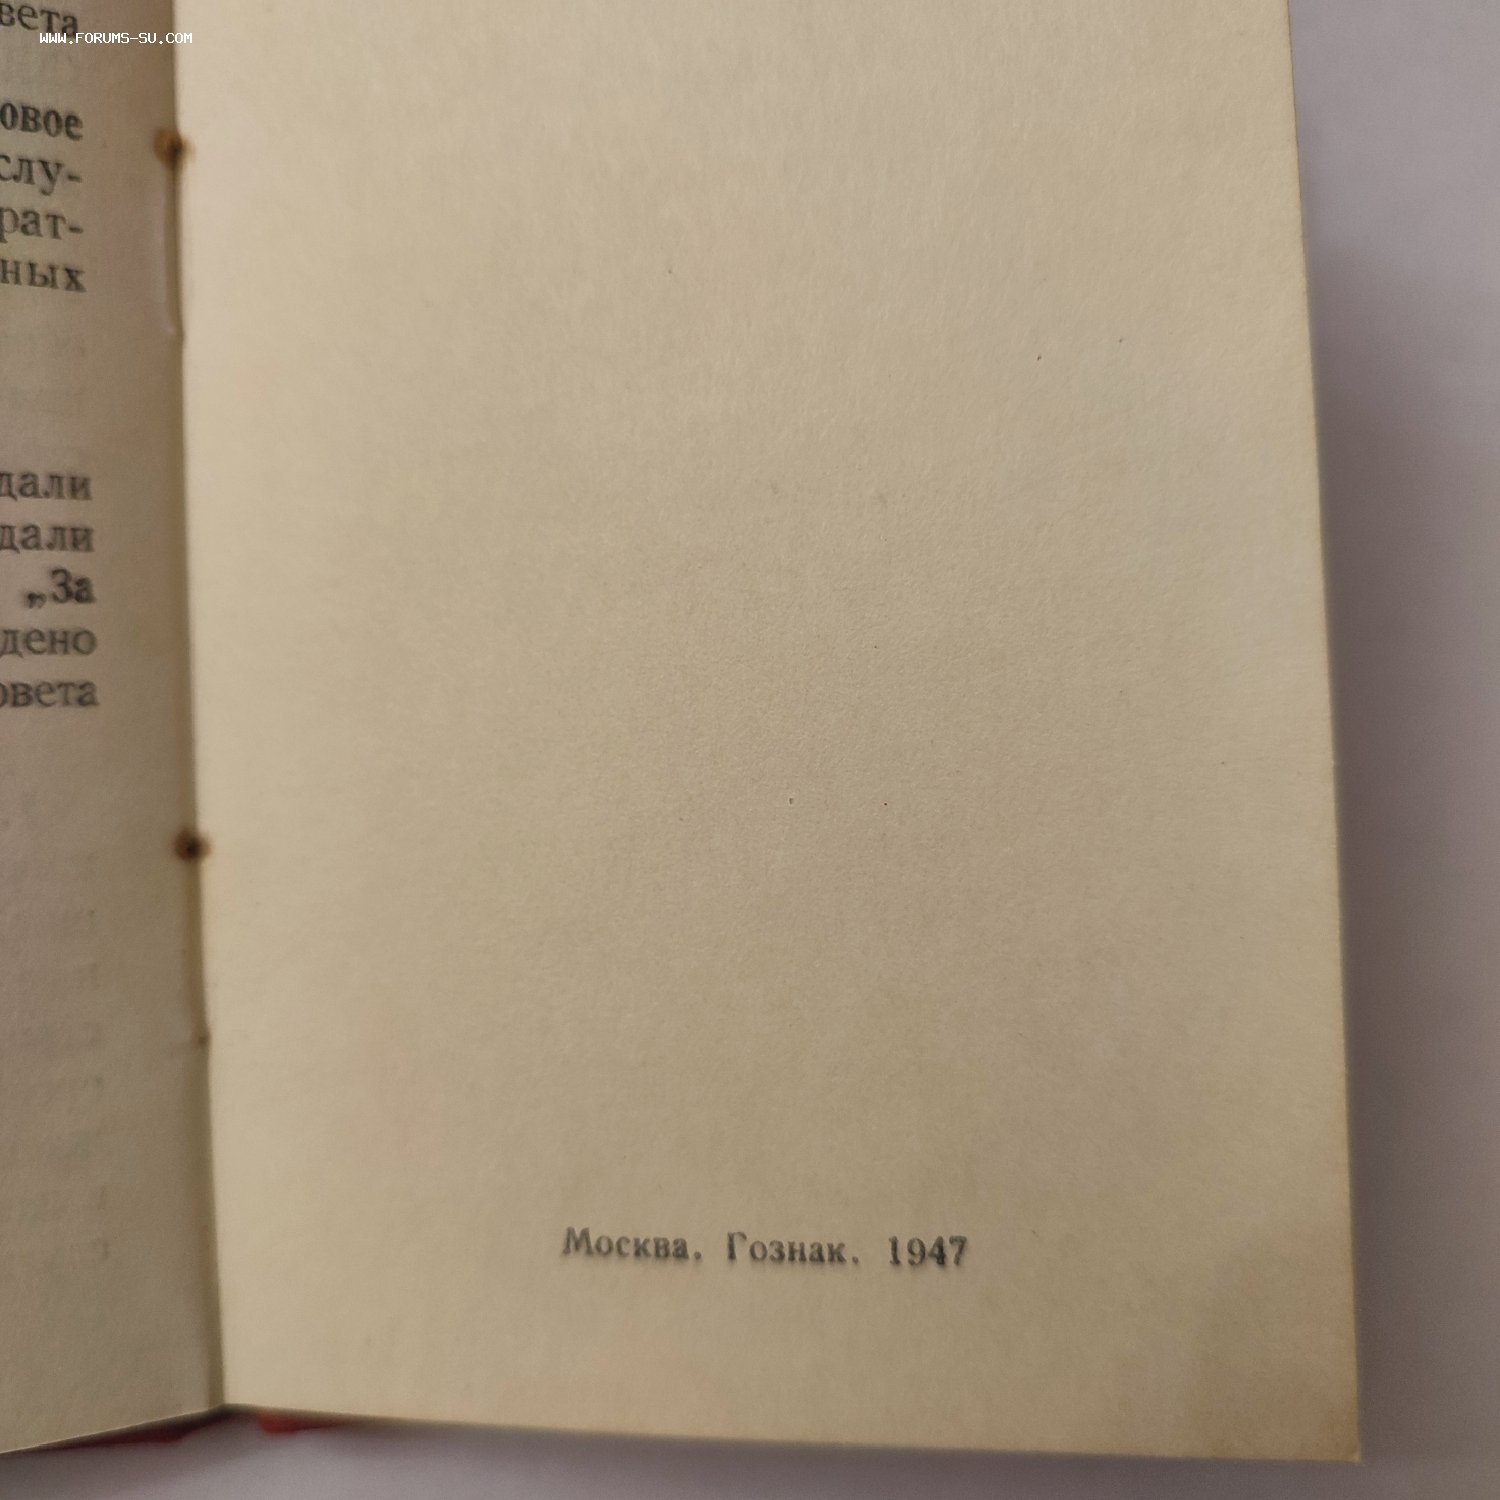 вета
WWW.FORUMS-SU.COM
овое
слу-
рат-
ных
дали
дали
„За
дено
овета
Москва. Гознак. 1947